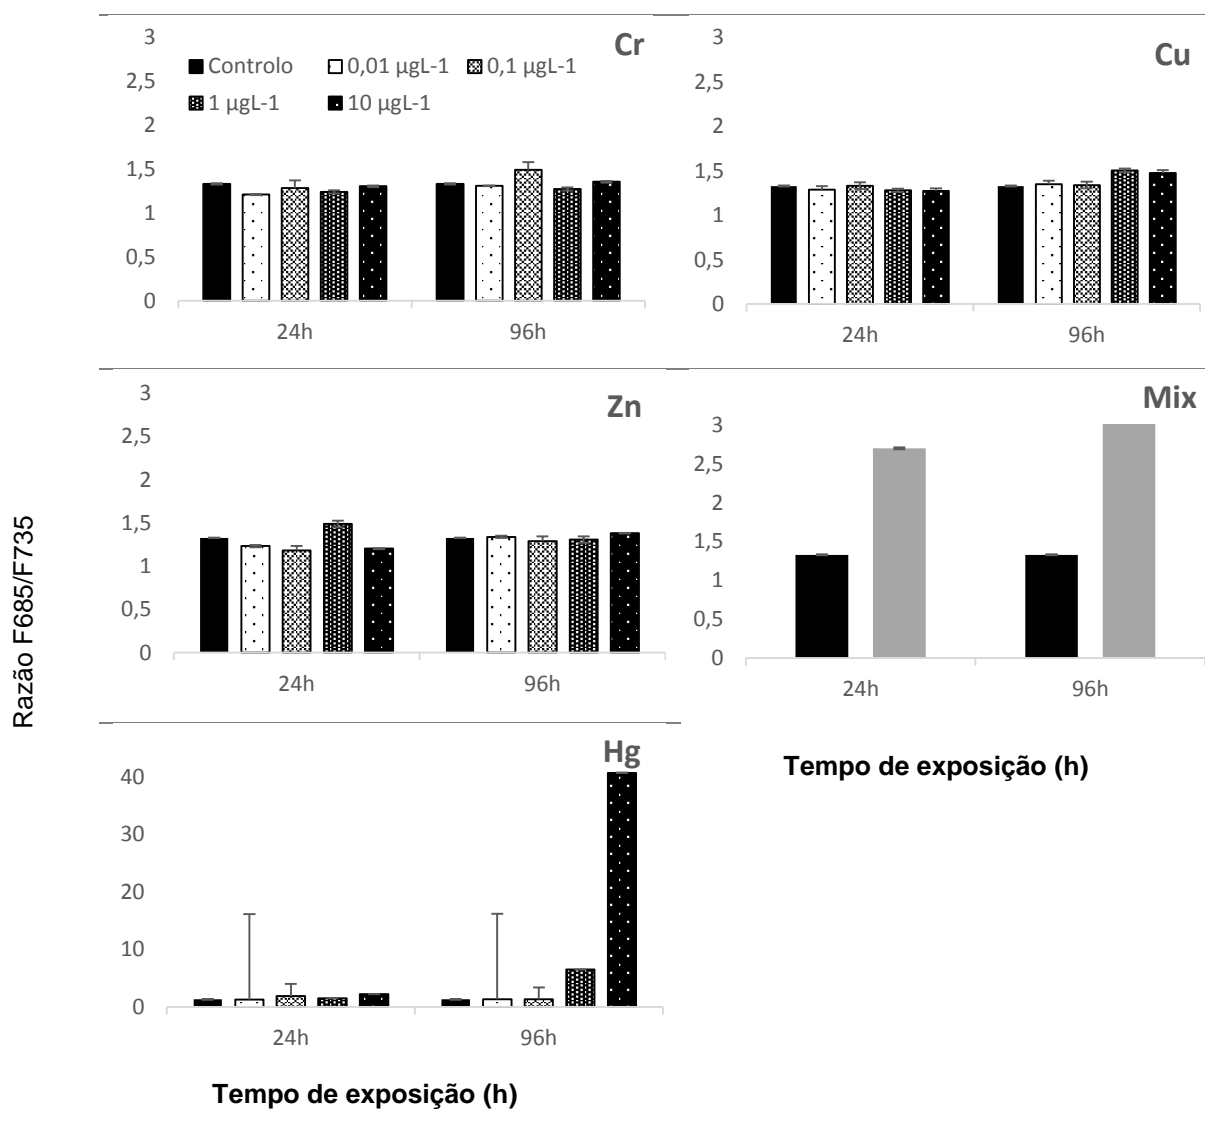 Razão F685/F735
Cr
3
2,5
2
1,5
1
0,5
0
Controlo 0,01 µgL-1 0,1 µgL-1
1 µgL-1 10 µgL-1
24h 96h
Cu
3
2,5
2
1,5
1
0,5
0
24h 96h
Zn
3
2,5
2
1,5
1
0,5
0
24h 96h
Mix
3
2,5
2
1,5
1
0,5
0
24h 96h
Tempo de exposição (h)
Hg
40
30
20
10
0
24h 96h
Tempo de exposição (h)